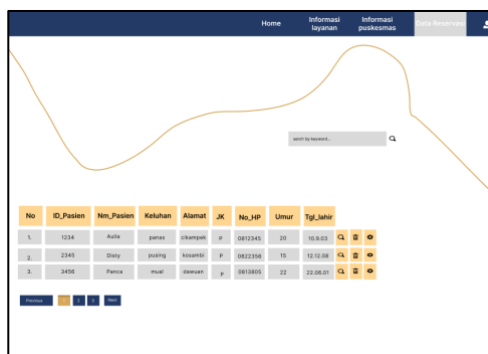 Home Informasi layanan Informasi puskesmas Data Reservasi
serch by keyword...
No ID_Pasien Nm_Pasien Keluhan Alamat JK No_HP Umur Tgl_lahir
1. 1234 Aulia panas cikampek P 0812345 20 10.9.03
2. 2345 Disty pusing kosambi P 0822356 15 12.12.08
3. 3456 Panca mual dawuan P 0813805 22 22.06.01
Previous 1 2 Next